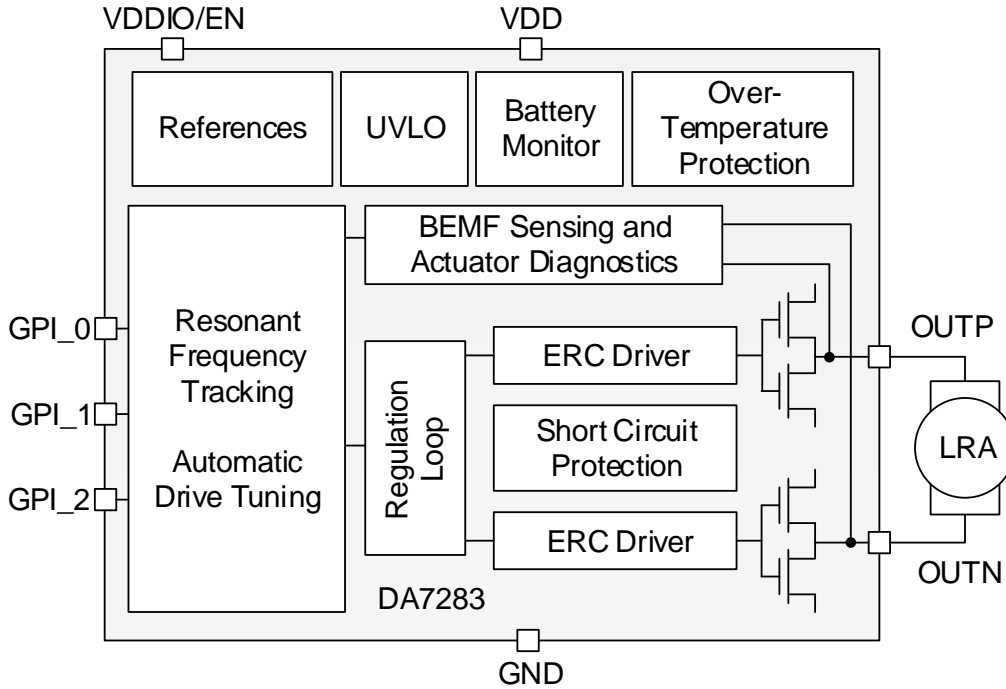 VDDIO/EN
VDD
References
UVLO
Battery
Monitor
Over-
Temperature
Protection
BEMF Sensing and
Actuator Diagnostics
GPI_0
GPI_1
GPI_2
Resonant
Frequency
Tracking
Automatic
Drive Tuning
Regulation
Loop
ERC Driver
Short Circuit
Protection
ERC Driver
OUTP
LRA
OUTN
DA7283
GND